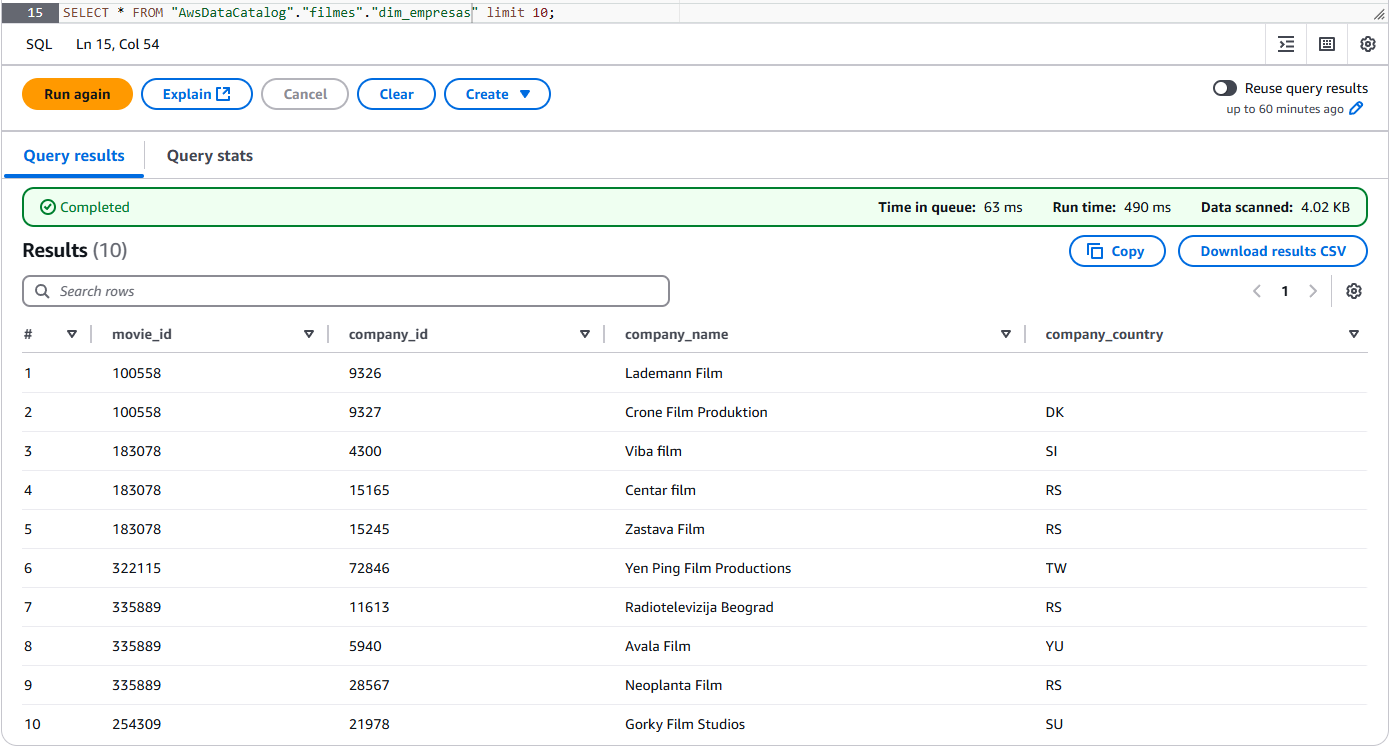 15 SELECT * FROM "AwsDataCatalog"."filmes"."dim_empresas" limit 10;
SQL Ln 15, Col 54
Run again Explain Cancel Clear Create Reuse query results
up to 60 minutes ago
Query results Query stats
Completed Time in queue: 63 ms Run time: 490 ms Data scanned: 4.02 KB
Results (10) Copy Download results CSV
Search rows 1
# movie_id company_id company_name company_country
1 100558 9326 Lademann Film
2 100558 9327 Crone Film Produktion DK
3 183078 4300 Viba film SI
4 183078 15165 Centar film RS
5 183078 15245 Zastava Film RS
6 322115 72846 Yen Ping Film Productions TW
7 335889 11613 Radiotelevizija Beograd RS
8 335889 5940 Avala Film YU
9 335889 28567 Neoplanta Film RS
10 254309 21978 Gorky Film Studios SU